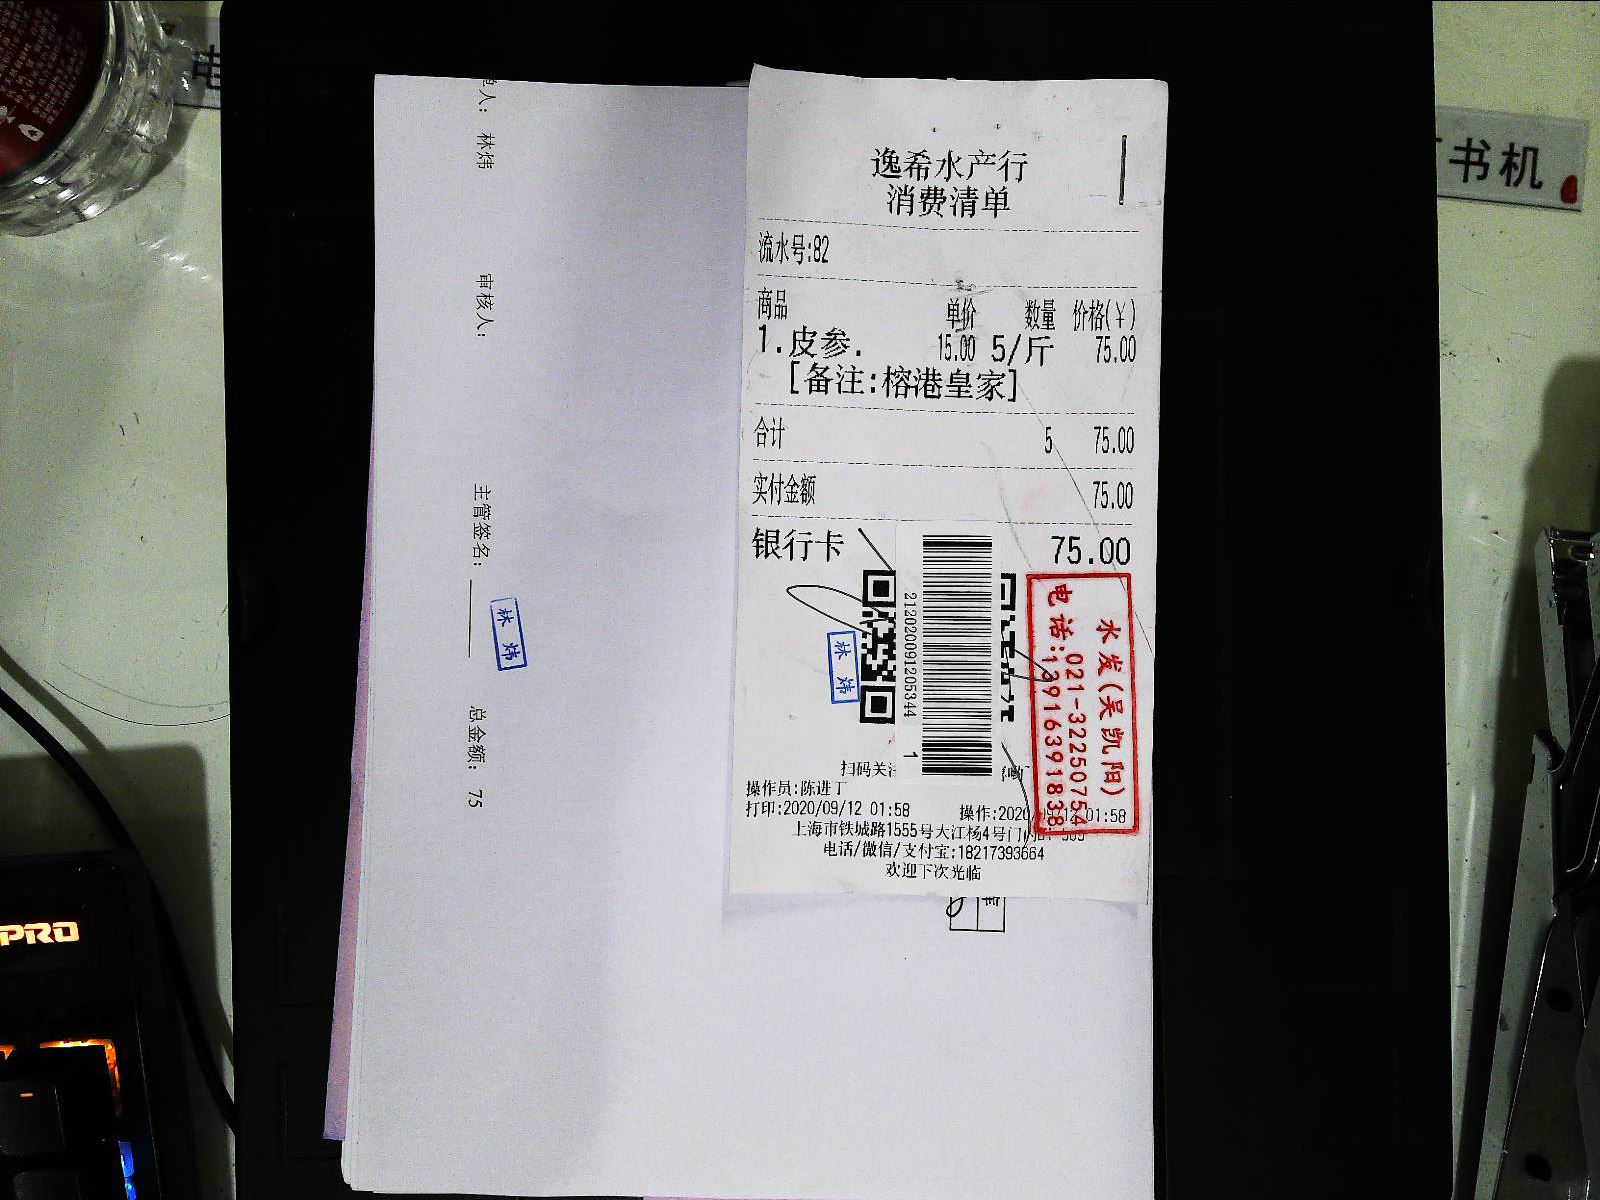 电
书机
PRO
单人： 林炜
审核人：
主管签名：
林炜
总金额： 75
逸希水产行
消费清单
流水号:82
商品 单价 数量 价格(￥)
1.皮参. 15.00 5/斤 75.00
[备注:榕港皇家]
合计 5 75.00
实付金额 75.00
银行卡 75.00
2120200912053441
林炜
水发(吴凯阳)
电话:021-32250754
13916391838
扫码关注
操作员:陈进丁
打印:2020/09/12 01:58 操作:2020/09/12 01:58
上海市铁城路1555号大江杨4号门
电话/微信/支付宝:18217393664
欢迎下次光临